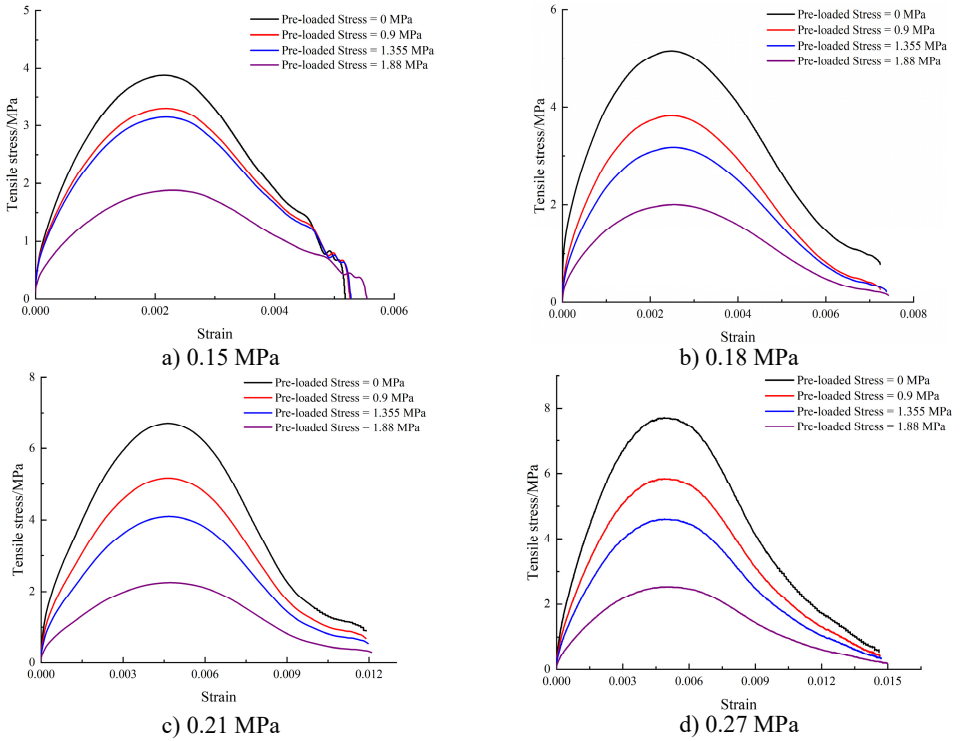 5
4
3
2
1
0
Tensile stress/MPa
Pre-loaded Stress = 0 MPa
Pre-loaded Stress = 0.9 MPa
Pre-loaded Stress = 1.355 MPa
Pre-loaded Stress = 1.88 MPa
0.000 0.002 0.004 0.006
Strain
a) 0.15 MPa
6
4
2
0
Tensile stress/MPa
Pre-loaded Stress = 0 MPa
Pre-loaded Stress = 0.9 MPa
Pre-loaded Stress = 1.355 MPa
Pre-loaded Stress = 1.88 MPa
0.000 0.002 0.004 0.006 0.008
Strain
b) 0.18 MPa
8
6
4
2
0
Tensile stress/MPa
Pre-loaded Stress = 0 MPa
Pre-loaded Stress = 0.9 MPa
Pre-loaded Stress = 1.355 MPa
Pre-loaded Stress = 1.88 MPa
0.000 0.003 0.006 0.009 0.012
Strain
c) 0.21 MPa
8
6
4
2
0
Tensile stress/MPa
Pre-loaded Stress = 0 MPa
Pre-loaded Stress = 0.9 MPa
Pre-loaded Stress = 1.355 MPa
Pre-loaded Stress = 1.88 MPa
0.000 0.003 0.006 0.009 0.012 0.015
Strain
d) 0.27 MPa